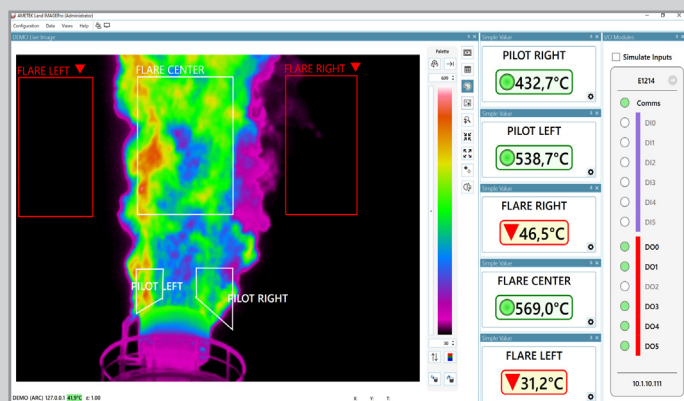 AMETEK Land IMAGEPro (Administrator)
Configuration Data Views Help
DEMO Live Image
FLARE LEFT
FLARE CENTER
FLARE RIGHT
PILOT LEFT
PILOT RIGHT
DEMO (ARC) 127.0.0.1 41.9°C ε: 1.00
X: Y: T:
Palette
609
30
Simple Value
PILOT RIGHT
432,7°C
Simple Value
PILOT LEFT
538,7°C
Simple Value
FLARE RIGHT
46,5°C
Simple Value
FLARE CENTER
569,0°C
Simple Value
FLARE LEFT
31,2°C
I/O Modules
Simulate Inputs
E1214
Comms
DI0
DI1
DI2
DI3
DI4
DI5
DO0
DO1
DO2
DO3
DO4
DO5
10.1.10.111